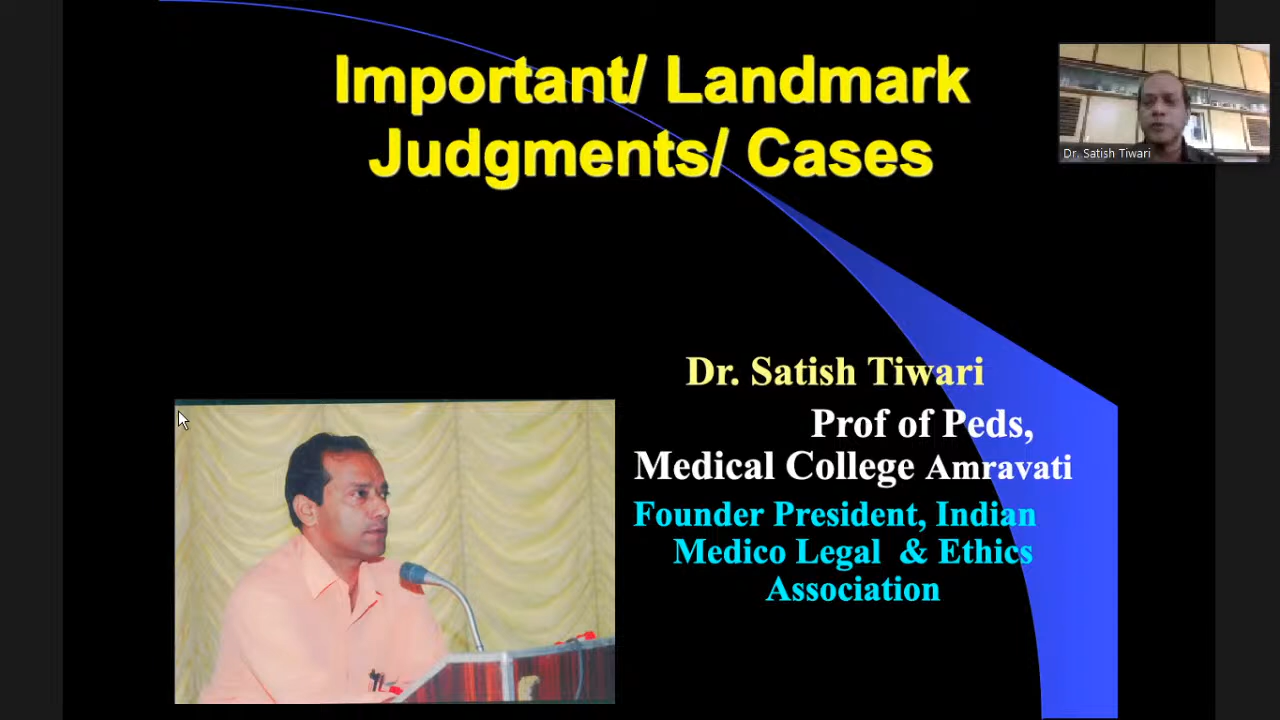 Important/ Landmark
Judgments/ Cases
Dr. Satish Tiwari
Dr. Satish Tiwari
Prof of Peds,
Medical College Amravati
Founder President, Indian
Medico Legal & Ethics
Association